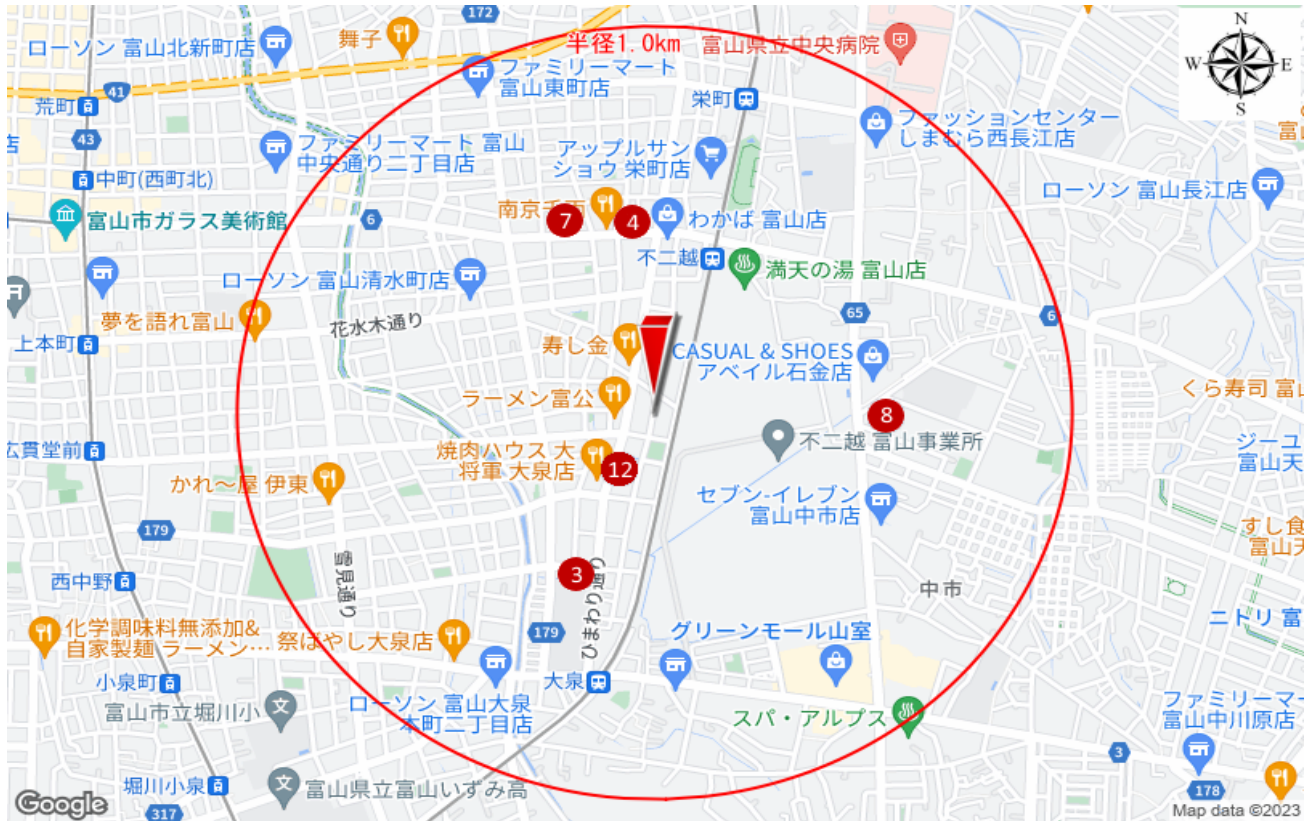 172
N
ローソン 富山北新町店
舞子
半径1.0km
富山県立中央病院
W
E
ファミリーマート
富山東町店
S
荒町
41
栄町
ファッションセンター
しまむら西長江店
店
43
ファミリーマート 富山
中央通り二丁目店
アップルサン
ショウ 栄町店
中町(西町北)
ローソン 富山長江店
富山市ガラス美術館
6
南京千
7
4
わかば 富山店
不二越
満天の湯 富山店
ローソン 富山清水町店
夢を語れ富山
花水木通り
65
6
上本町
寿し金
CASUAL & SHOES
アベイル石金店
ラーメン富公
くら寿司 富
8
広貫堂前
焼肉ハウス 大
将軍 大泉店
12
不二越 富山事業所
ジーユ
富山天
かれ〜屋 伊東
セブン-イレブン
富山中市店
179
すし食
富山天
西中野
雪見通り
3
ひまわり通り
中市
化学調味料無添加&
自家製麺 ラーメン…
祭ばやし大泉店
179
グリーンモール山室
ニトリ 富
小泉町
大泉
富山市立堀川小
ローソン 富山大泉
本町二丁目店
スパ・アルプス
ファミリーマー
富山中川原店
3
堀川小泉
富山県立富山いずみ高
178
Google
317
Map data ©2023